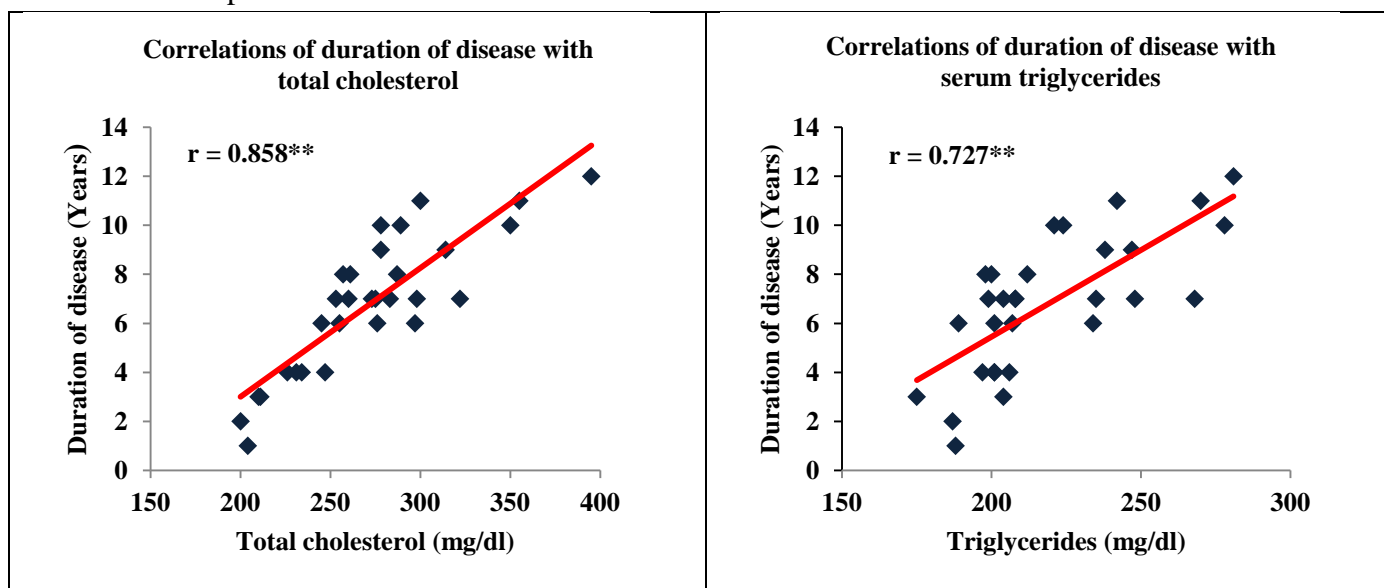 Correlations of duration of disease with
total cholesterol
r = 0.858**
Duration of disease (Years)
14
12
10
8
6
4
2
0
150 200 250 300 350 400
Total cholesterol (mg/dl)
Correlations of duration of disease with
serum triglycerides
r = 0.727**
Duration of disease (Years)
14
12
10
8
6
4
2
0
150 200 250 300
Triglycerides (mg/dl)